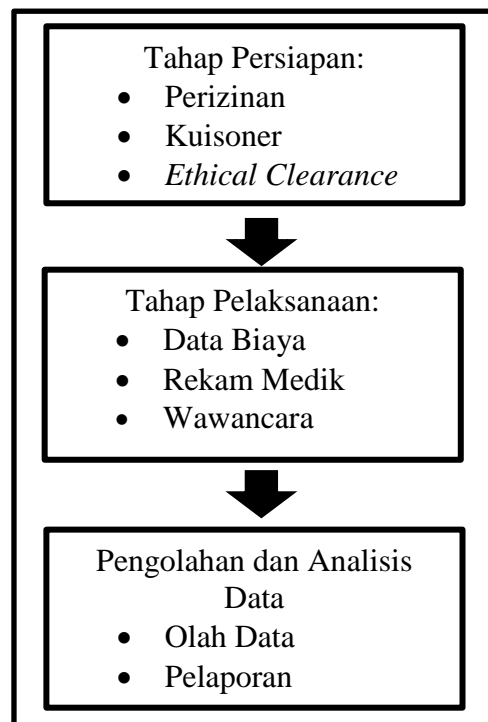 Tahap Persiapan:
• Perizinan
• Kuisoner
• Ethical Clearance
Tahap Pelaksanaan:
• Data Biaya
• Rekam Medik
• Wawancara
Pengolahan dan Analisis
Data
• Olah Data
• Pelaporan